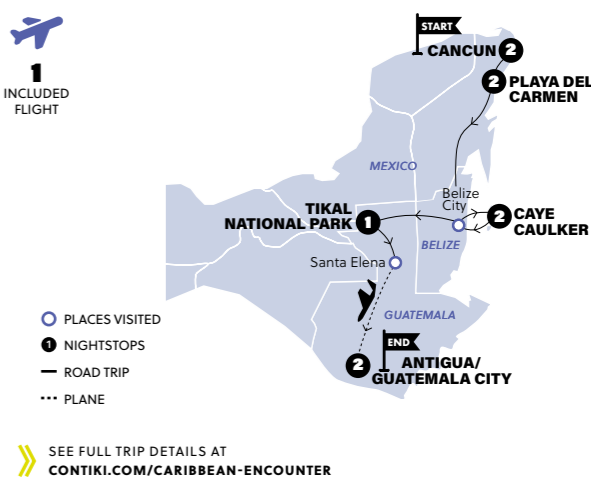 1
INCLUDED
FLIGHT
START
CANCUN 2
2 PLAYA DEL
CARMEN
MEXICO
Belize
City
TIKAL
NATIONAL PARK 1
2 CAYE
CAULKER
BELIZE
Santa Elena
GUATEMALA
END
2 ANTIGUA/
GUATEMALA CITY
PLACES VISITED
1 NIGHTSTOPS
ROAD TRIP
PLANE
SEE FULL TRIP DETAILS AT
CONTIKI.COM/CARIBBEAN-ENCOUNTER